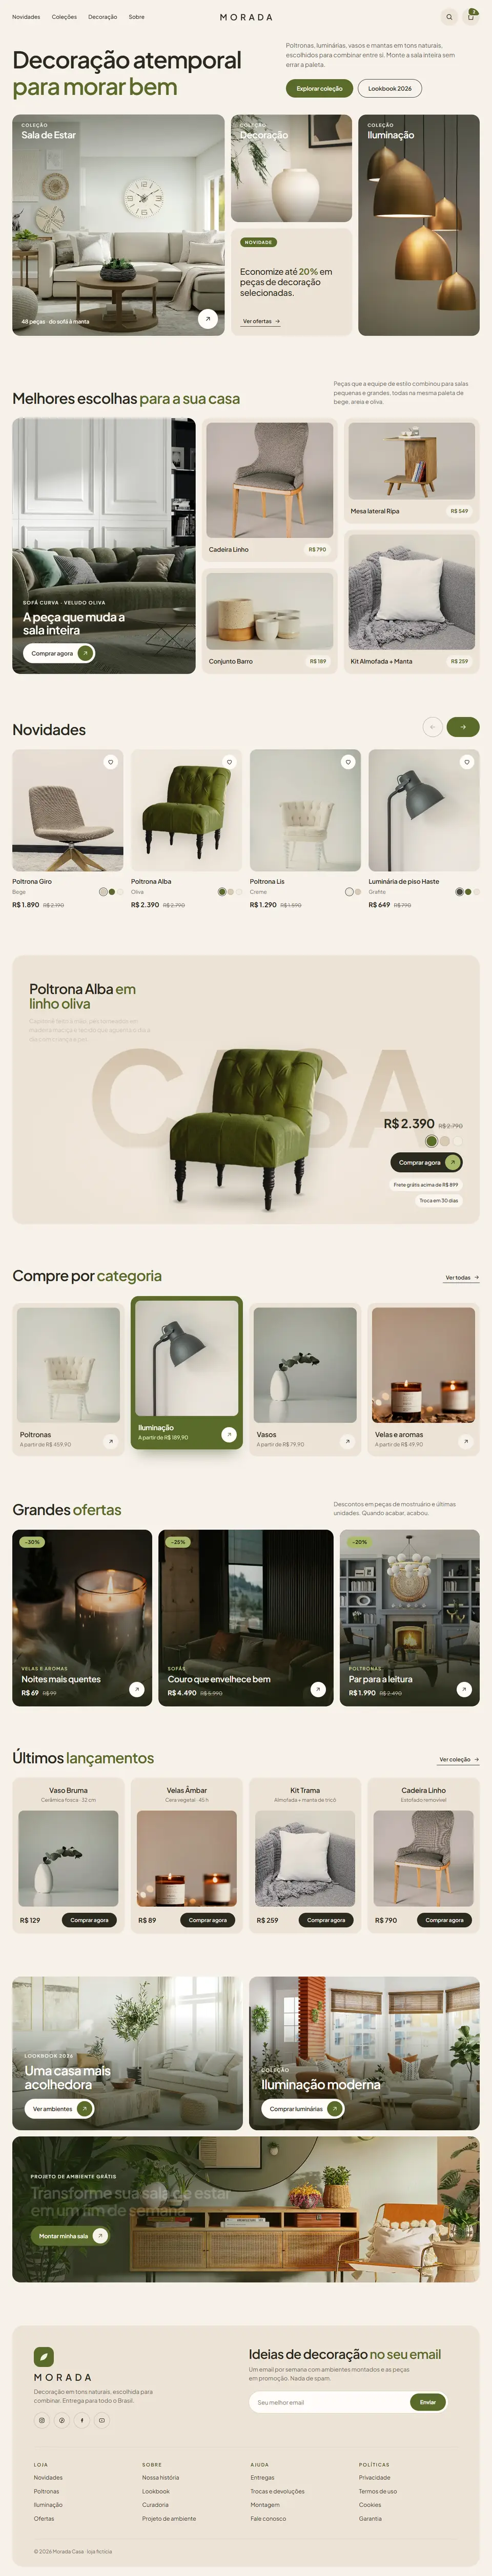 Novidades
Coleções
Decoração
Sobre
MORADA
2
Decoração atemporal
para morar bem
Poltronas, luminárias, vasos e mantas em tons naturais,
escolhidos para combinar entre si. Monte a sala inteira sem
errar a paleta.
Explorar coleção
Lookbook 2026
COLEÇÃO
Sala de Estar
48 peças · do sofá à manta
COLEÇÃO
Decoração
NOVIDADE
Economize até 20% em
peças de decoração
selecionadas.
Ver ofertas →
COLEÇÃO
Iluminação
Melhores escolhas para a sua casa
Peças que a equipe de estilo combinou para salas
pequenas e grandes, todas na mesma paleta de
bege, areia e oliva.
SOFÁ CURVA · VELUDO OLIVA
A peça que muda a
sala inteira
Comprar agora
Cadeira Linho
R$ 790
Conjunto Barro
R$ 189
Mesa lateral Ripa
R$ 549
Kit Almofada + Manta
R$ 259
Novidades
Poltrona Giro
Bege
R$ 1.890 R$ 2.190
Poltrona Alba
Oliva
R$ 2.390 R$ 2.790
Poltrona Lis
Creme
R$ 1.290 R$ 1.590
Luminária de piso Haste
Grafite
R$ 649 R$ 790
Poltrona Alba em
linho oliva
CASA
R$ 2.390 R$ 2.790
Comprar agora
Frete grátis acima de R$ 899
Troca em 30 dias
Compre por categoria
Ver todas →
Poltronas
A partir de R$ 459,90
Iluminação
A partir de R$ 189,90
Vasos
A partir de R$ 79,90
Velas e aromas
A partir de R$ 49,90
Grandes ofertas
Descontos em peças de mostruário e últimas
unidades. Quando acabar, acabou.
-30%
VELAS E AROMAS
Noites mais quentes
R$ 69 R$ 99
-25%
SOFÁS
Couro que envelhece bem
R$ 4.490 R$ 5.990
-20%
POLTRONAS
Par para a leitura
R$ 1.990 R$ 2.490
Últimos lançamentos
Ver coleção →
Vaso Bruma
Cerâmica fosca · 32 cm
R$ 129
Comprar agora
Velas Âmbar
Cera vegetal · 45 h
R$ 89
Comprar agora
Kit Trama
Almofada + manta de tricô
R$ 259
Comprar agora
Cadeira Linho
Estofado removível
R$ 790
Comprar agora
LOOKBOOK 2026
Uma casa mais
acolhedora
Ver ambientes
COLEÇÃO
Iluminação moderna
Comprar luminárias
PROJETO DE AMBIENTE GRÁTIS
Transforme sua sala de estar
em um fim de semana
Montar minha sala
MORADA
Decoração em tons naturais, escolhida para
combinar. Entrega para todo o Brasil.
Ideias de decoração no seu email
Um email por semana com ambientes montados e as peças
em promoção. Nada de spam.
Seu melhor email
Enviar
LOJA
Novidades
Poltronas
Iluminação
Ofertas
SOBRE
Nossa história
Lookbook
Curadoria
Projeto de ambiente
AJUDA
Entregas
Trocas e devoluções
Montagem
Fale conosco
POLÍTICAS
Privacidade
Termos de uso
Cookies
Garantia
© 2026 Morada Casa · loja fictícia